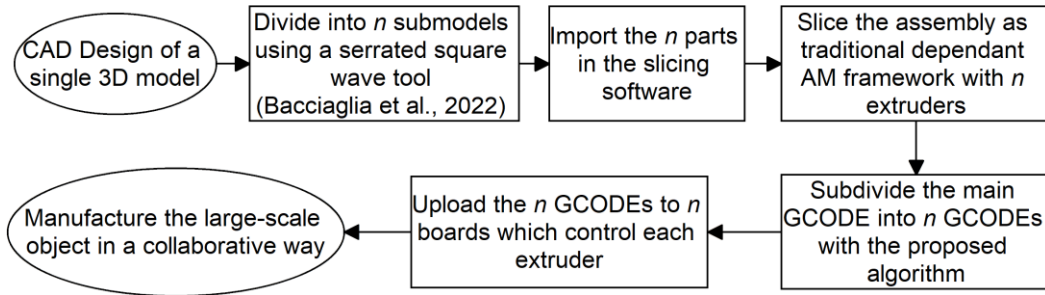 CAD Design of a
single 3D model
Divide into n submodels
using a serrated square
wave tool
(Bacciaglia et al., 2022)
Import the n parts
in the slicing
software
Slice the assembly as
traditional dependant
AM framework with n
extruders
Subdivide the main
GCODE into n GCODEs
with the proposed
algorithm
Upload the n GCODEs to n
boards which control each
extruder
Manufacture the large-scale
object in a collaborative way